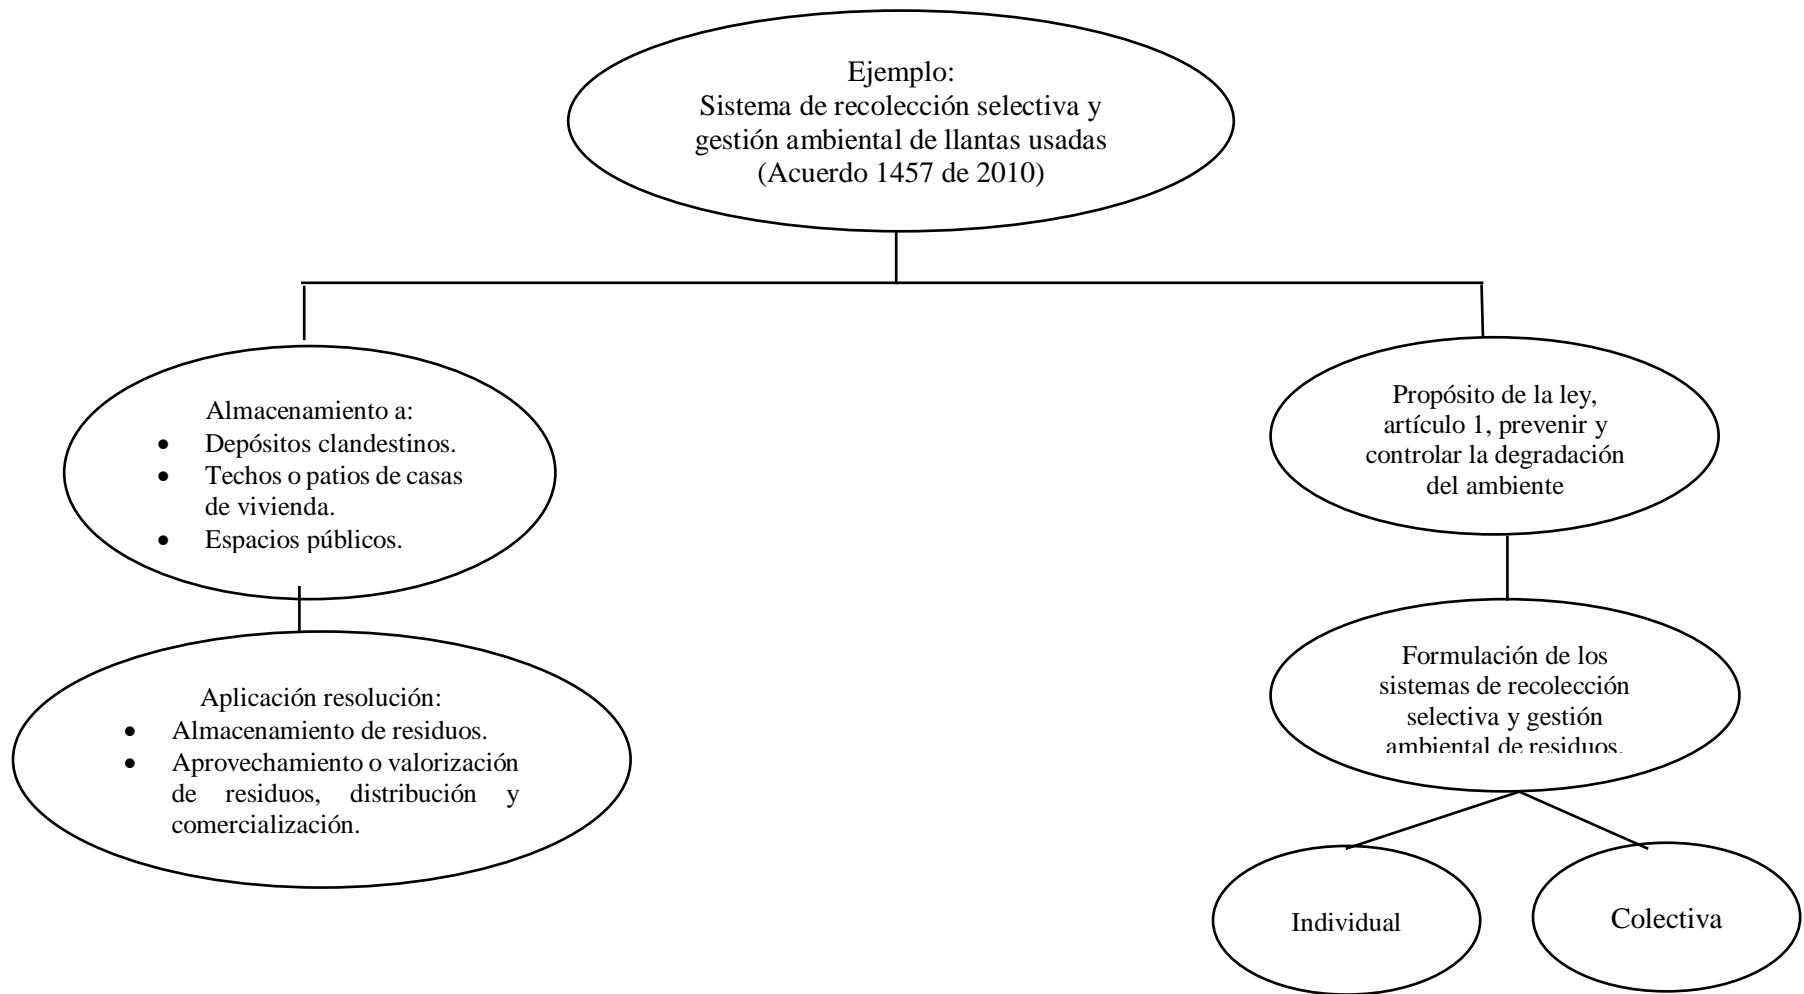 Ejemplo:
Sistema de recolección selectiva y
gestión ambiental de llantas usadas
(Acuerdo 1457 de 2010)
Almacenamiento a:
• Depósitos clandestinos.
• Techos o patios de casas
de vivienda.
• Espacios públicos.
Propósito de la ley,
artículo 1, prevenir y
controlar la degradación
del ambiente
Aplicación resolución:
• Almacenamiento de residuos.
• Aprovechamiento o valorización
de residuos, distribución y
comercialización.
Formulación de los
sistemas de recolección
selectiva y gestión
ambiental de residuos.
Individual
Colectiva